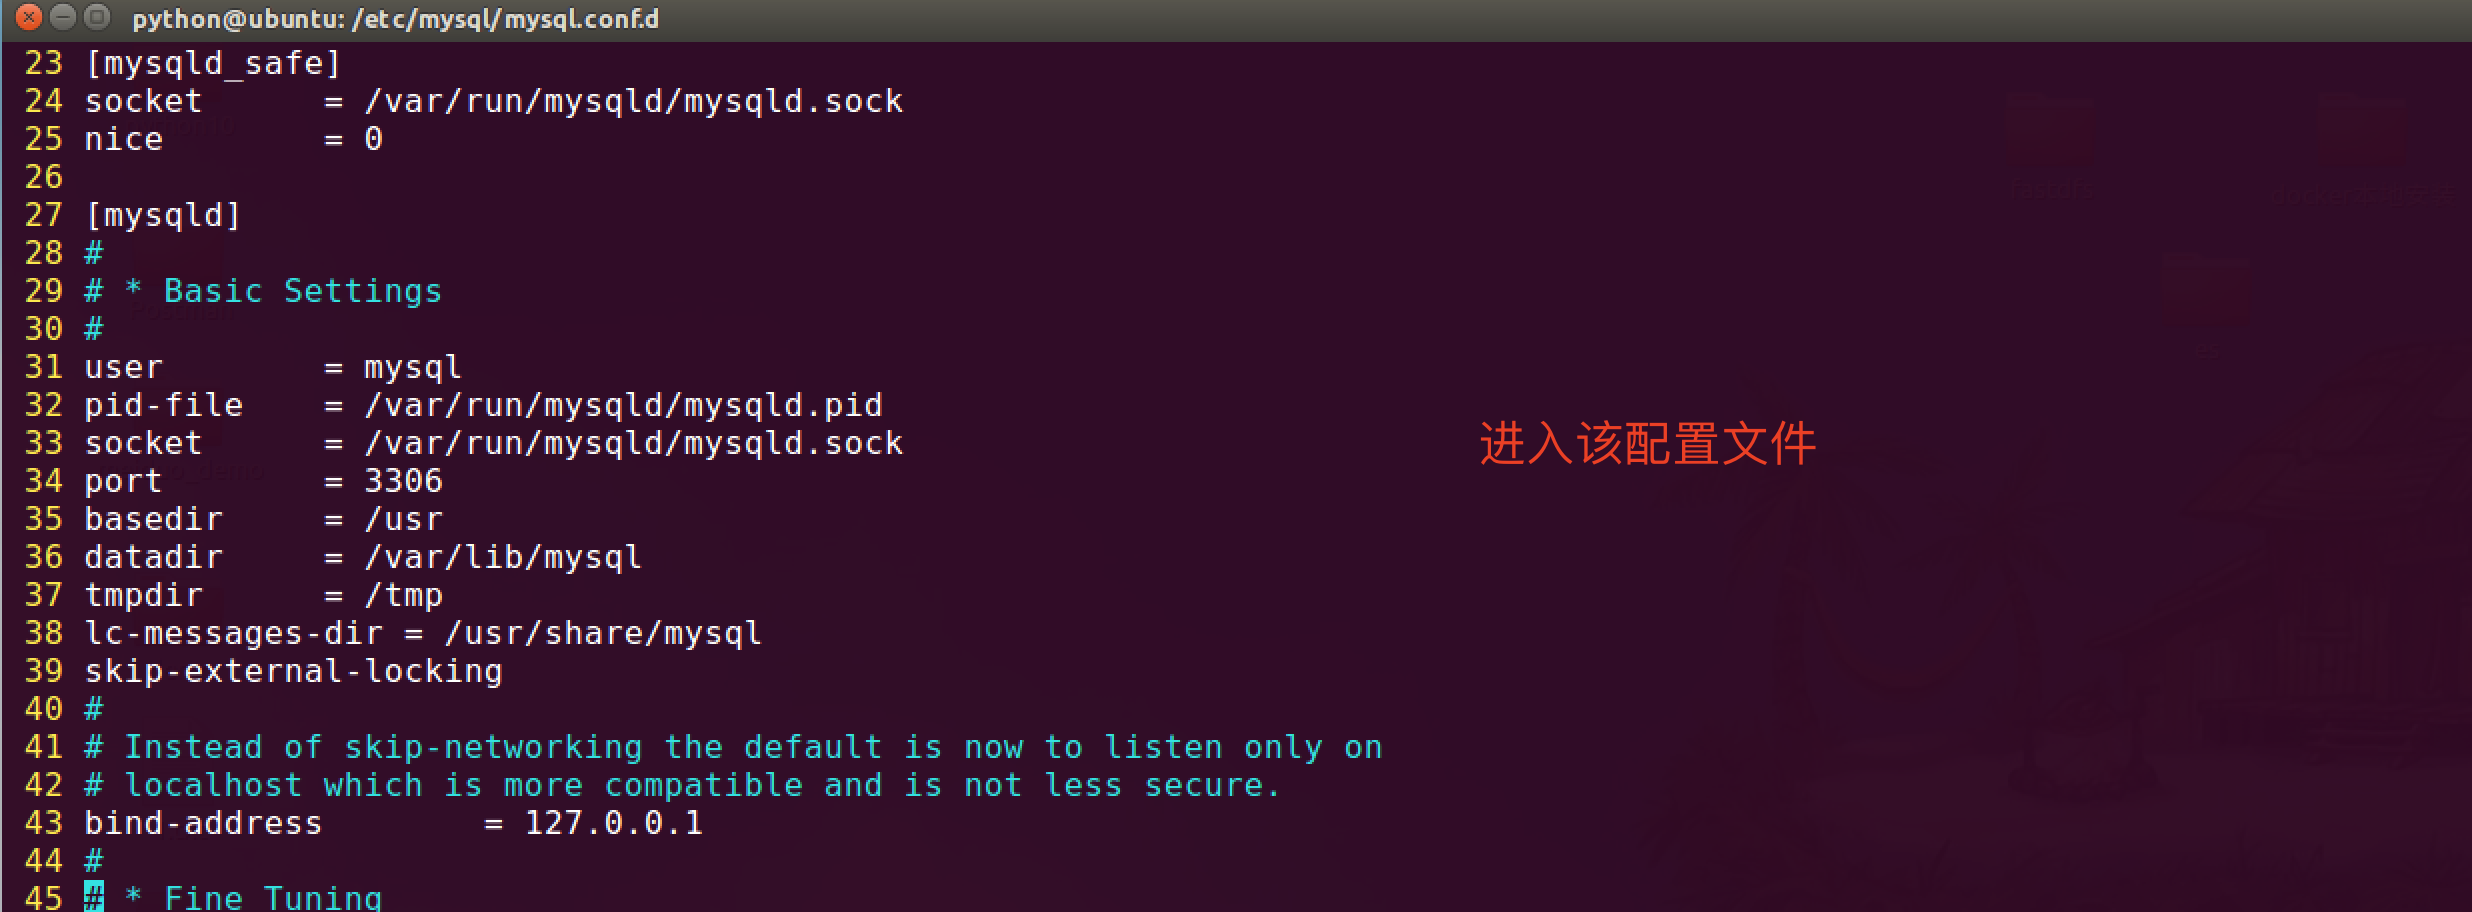 python@ubuntu: /etc/mysql/mysql.conf.d
23 [mysqld_safe]
24 socket      = /var/run/mysqld/mysqld.sock
25 nice        = 0
26
27 [mysqld]
28 #
29 # * Basic Settings
30 #
31 user        = mysql
32 pid-file    = /var/run/mysqld/mysqld.pid
33 socket      = /var/run/mysqld/mysqld.sock
进入该配置文件
34 port        = 3306
35 basedir     = /usr
36 datadir     = /var/lib/mysql
37 tmpdir      = /tmp
38 lc-messages-dir = /usr/share/mysql
39 skip-external-locking
40 #
41 # Instead of skip-networking the default is now to listen only on
42 # localhost which is more compatible and is not less secure.
43 bind-address        = 127.0.0.1
44 #
45 # * Fine Tuning